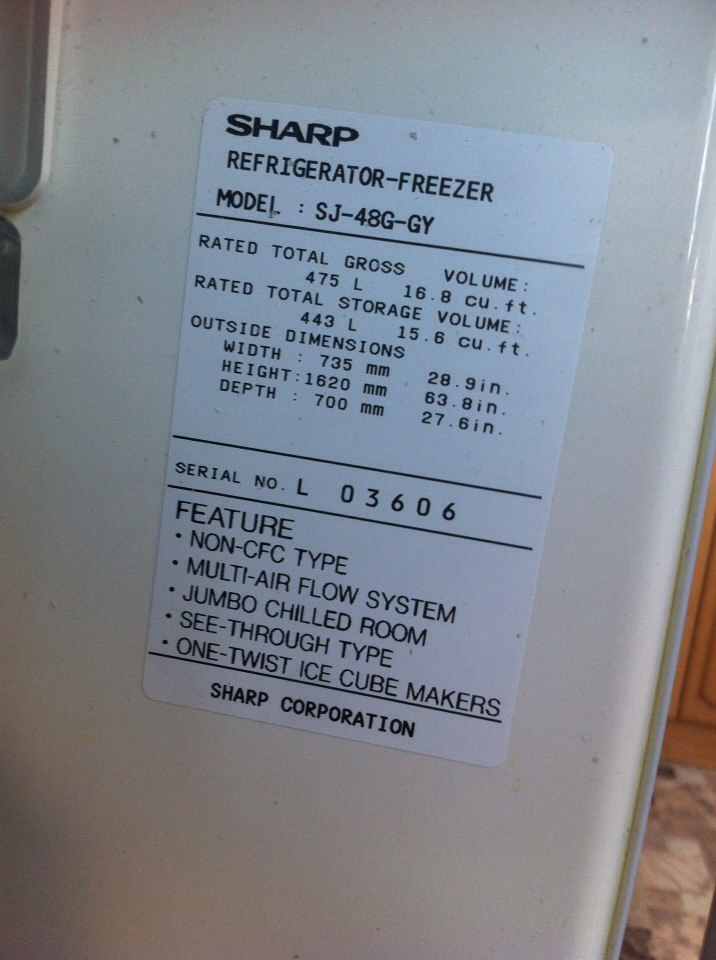 SHARP
REFRIGERATOR-FREEZER
MODEL : SJ-48G-GY
RATED TOTAL GROSS VOLUME:
475 L 16.8 cu.ft.
RATED TOTAL STORAGE VOLUME:
443 L 15.6 cu.ft.
OUTSIDE DIMENSIONS
WIDTH : 735 mm 28.9in.
HEIGHT:1620 mm 63.8in.
DEPTH : 700 mm 27.6in.
SERIAL NO. L 03606
FEATURE
· NON-CFC TYPE
· MULTI-AIR FLOW SYSTEM
· JUMBO CHILLED ROOM
· SEE-THROUGH TYPE
· ONE-TWIST ICE CUBE MAKERS
SHARP CORPORATION